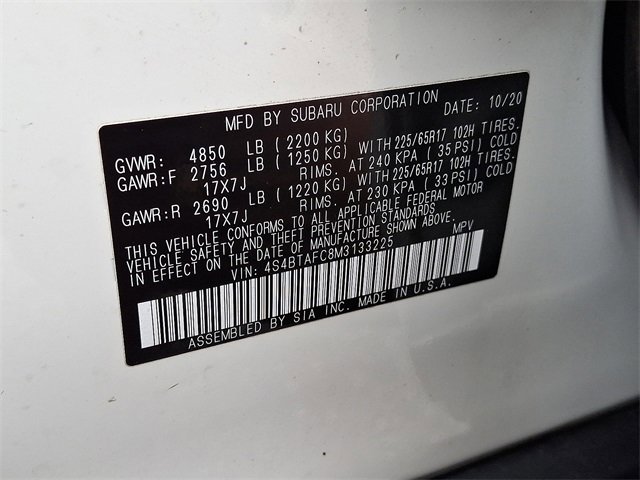 MFD BY SUBARU CORPORATION DATE: 10/20
GVWR: 4850 LB (2200 KG)
GAWR:F 2756 LB (1250 KG) WITH 225/65R17 102H TIRES.
17X7J RIMS. AT 240 KPA (35 PSI) COLD
GAWR:R 2690 LB (1220 KG) WITH 225/65R17 102H TIRES.
17X7J RIMS. AT 230 KPA (33 PSI) COLD
THIS VEHICLE CONFORMS TO ALL APPLICABLE FEDERAL MOTOR
VEHICLE SAFETY AND THEFT PREVENTION STANDARDS
IN EFFECT ON THE DATE OF MANUFACTURE SHOWN ABOVE.
VIN: 4S4BTAFC8M3133225 MPV
ASSEMBLED BY SIA INC. MADE IN U.S.A.